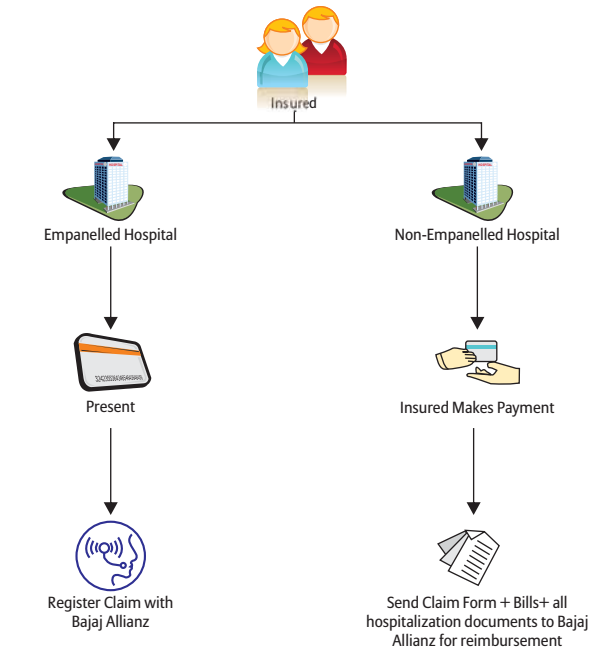 Insured
Empanelled Hospital
Non-Empanelled Hospital
Present
Insured Makes Payment
Register Claim with
Bajaj Allianz
Send Claim Form + Bills+ all
hospitalization documents to Bajaj
Allianz for reimbursement